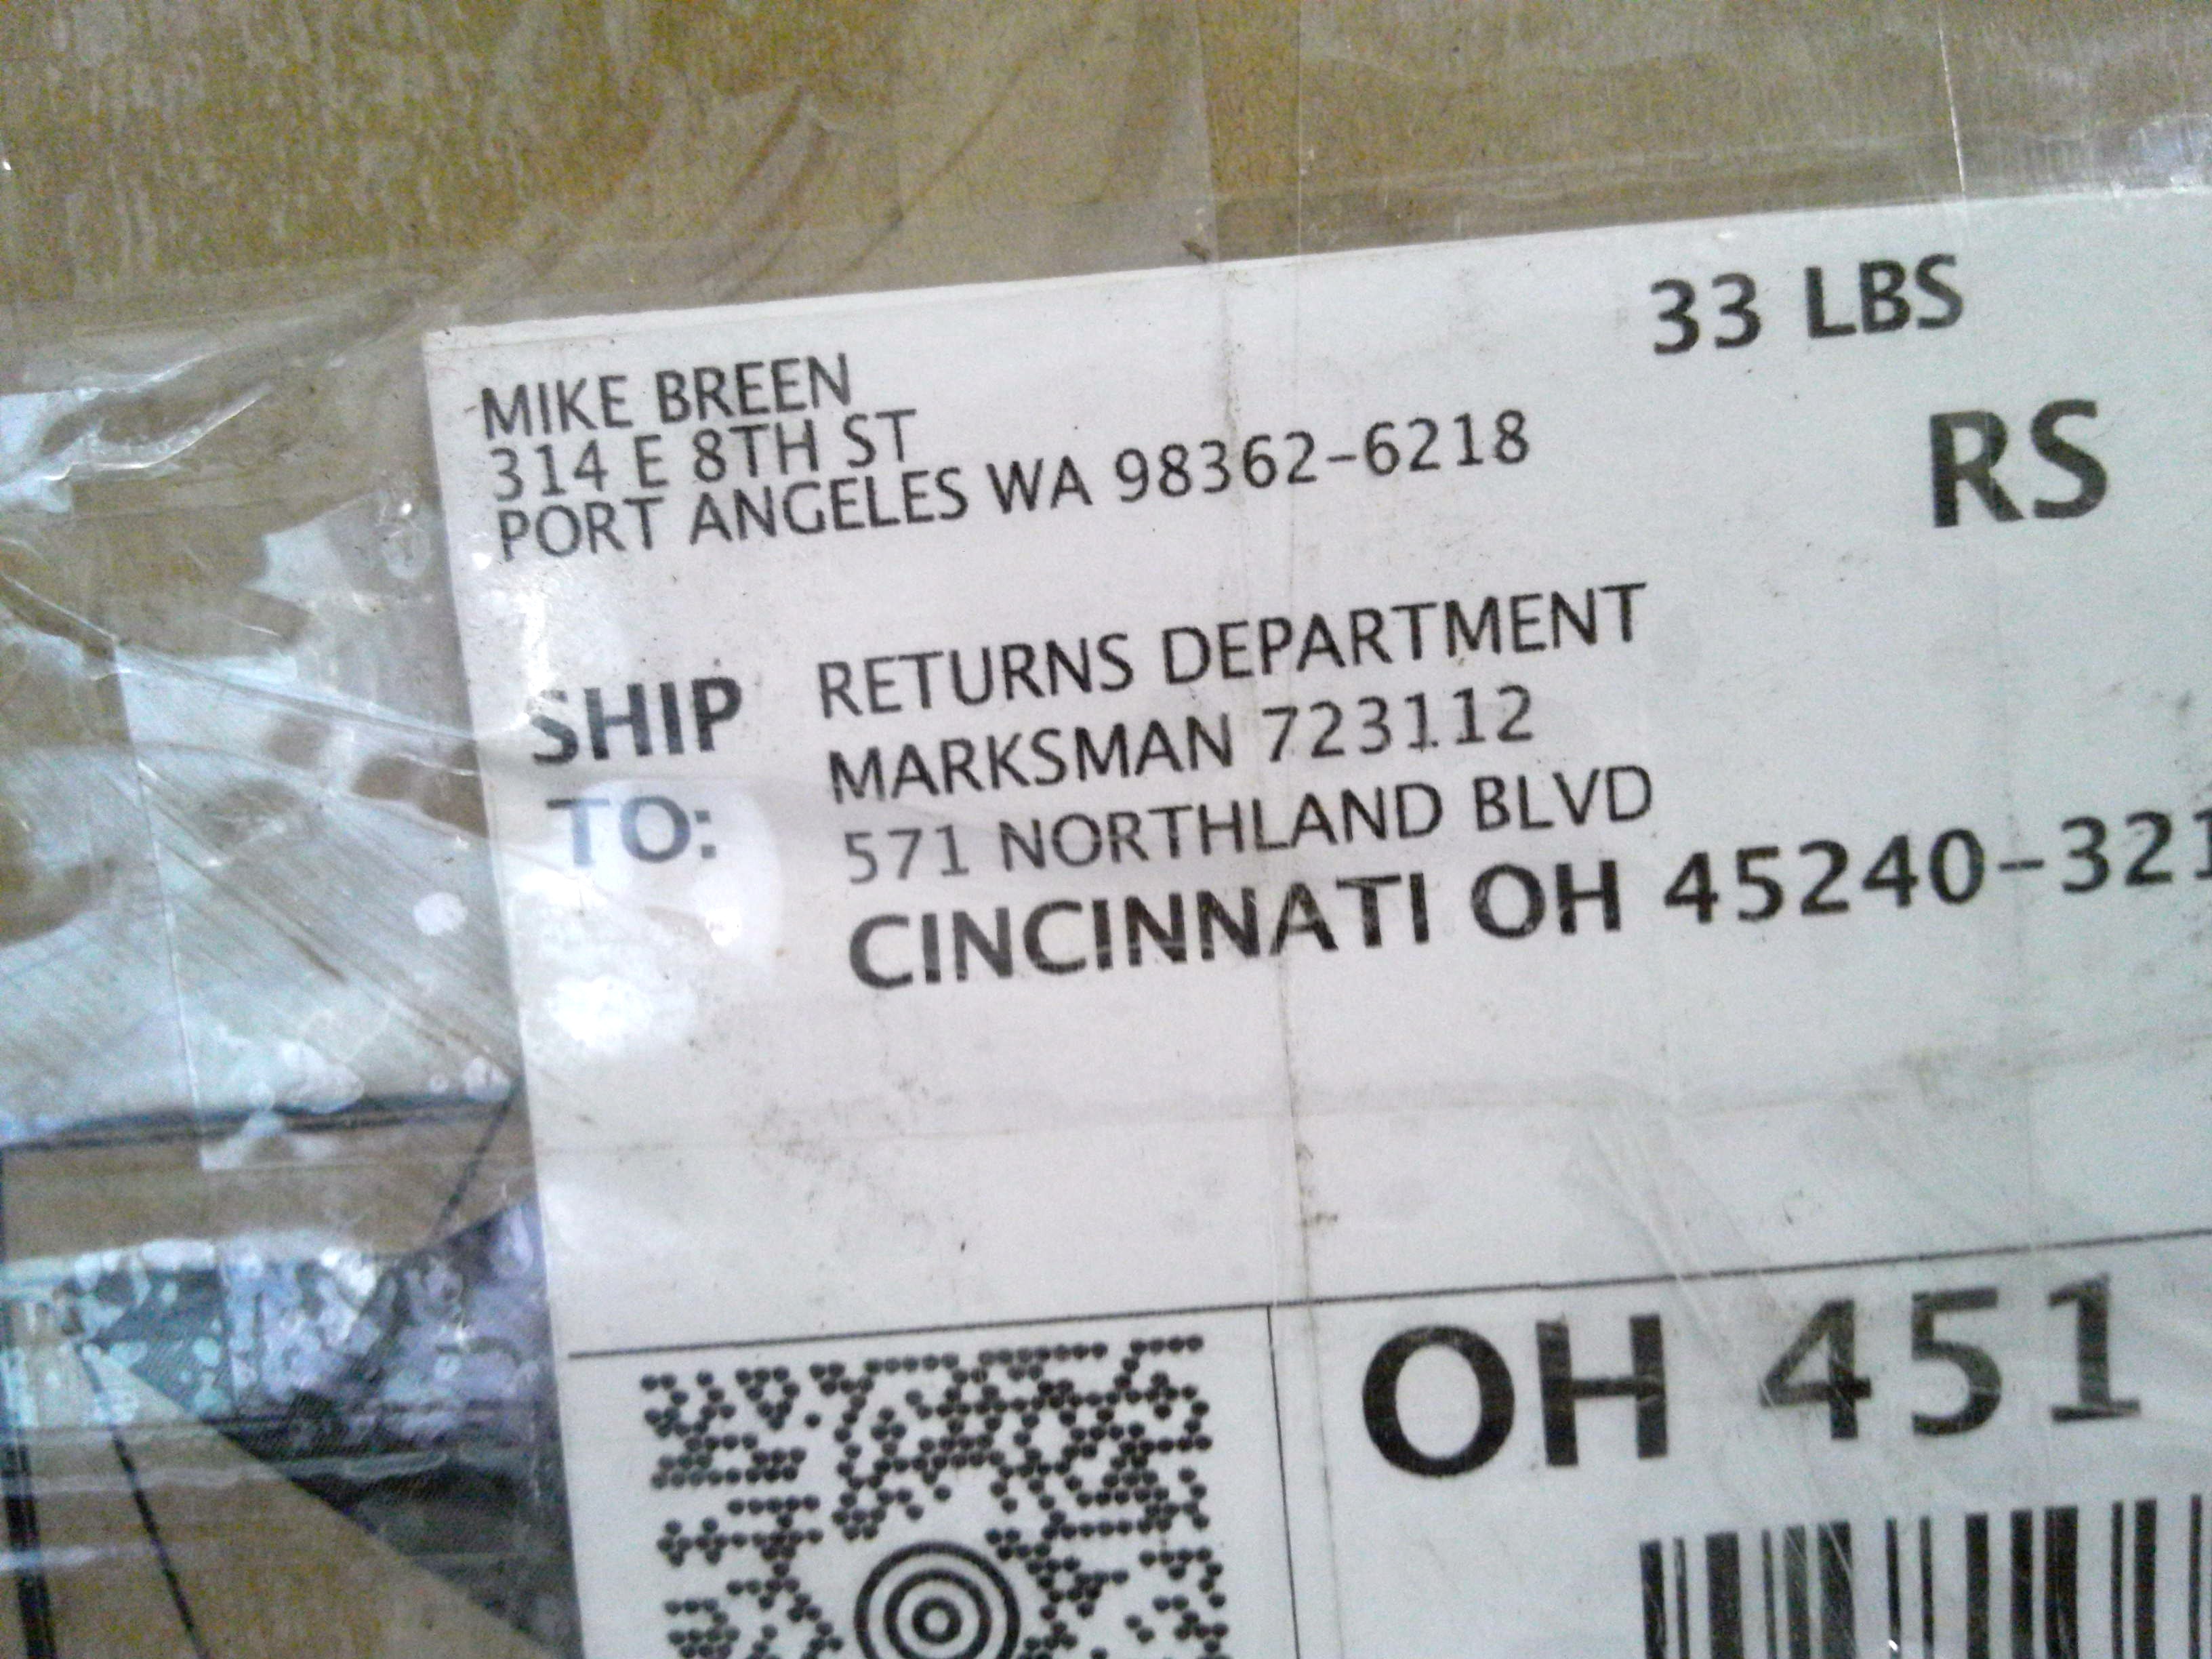 MIKE BREEN
314 E 8TH ST
PORT ANGELES WA 98362-6218
33 LBS
RS
SHIP TO:
RETURNS DEPARTMENT
MARKSMAN 723112
571 NORTHLAND BLVD
CINCINNATI OH 45240-321
OH 451